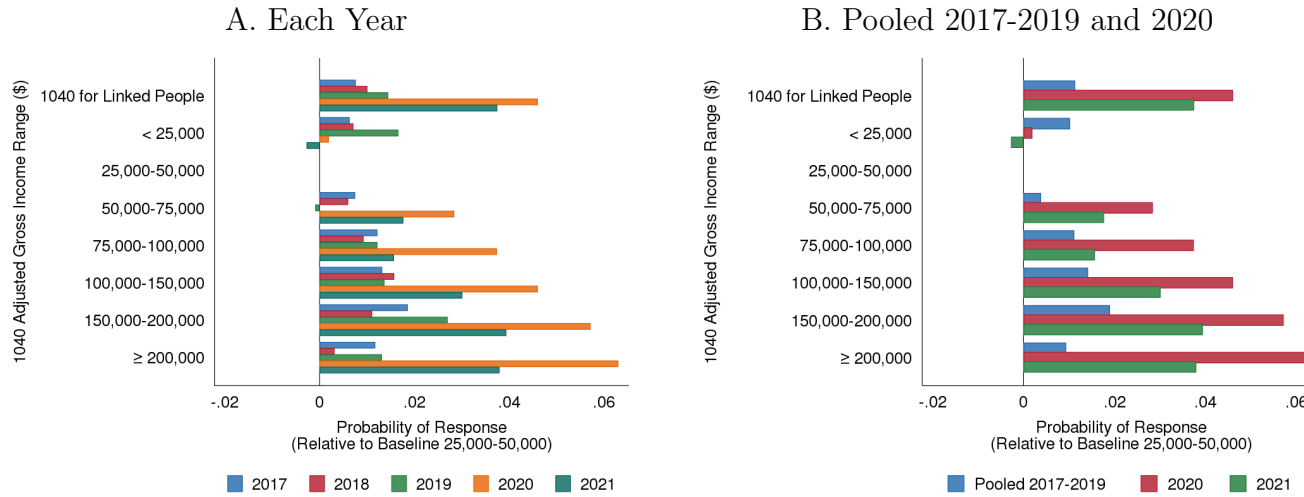 A. Each Year
1040 Adjusted Gross Income Range ($)
1040 for Linked People
< 25,000
25,000-50,000
50,000-75,000
75,000-100,000
100,000-150,000
150,000-200,000
≥ 200,000
-.02 0 .02 .04 .06
Probability of Response
(Relative to Baseline 25,000-50,000)
2017 2018 2019 2020 2021
B. Pooled 2017-2019 and 2020
1040 Adjusted Gross Income Range ($)
1040 for Linked People
< 25,000
25,000-50,000
50,000-75,000
75,000-100,000
100,000-150,000
150,000-200,000
≥ 200,000
-.02 0 .02 .04 .06
Probability of Response
(Relative to Baseline 25,000-50,000)
Pooled 2017-2019 2020 2021